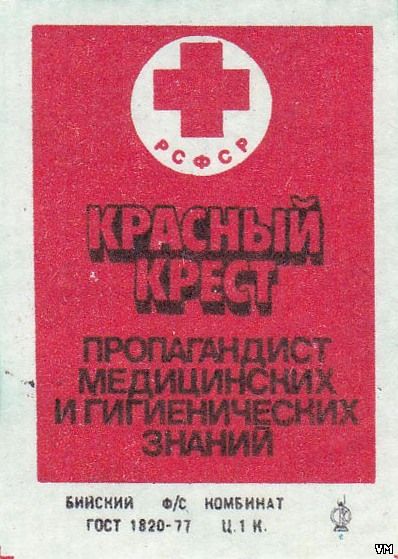 РСФСР
КРАСНЫЙ
КРЕСТ
ПРОПАГАНДИСТ
МЕДИЦИНСКИХ
И ГИГИЕНИЧЕСКИХ
ЗНАНИЙ
БИЙСКИЙ Ф/С КОМБИНАТ
ГОСТ 1820-77 Ц.1 К.
VM